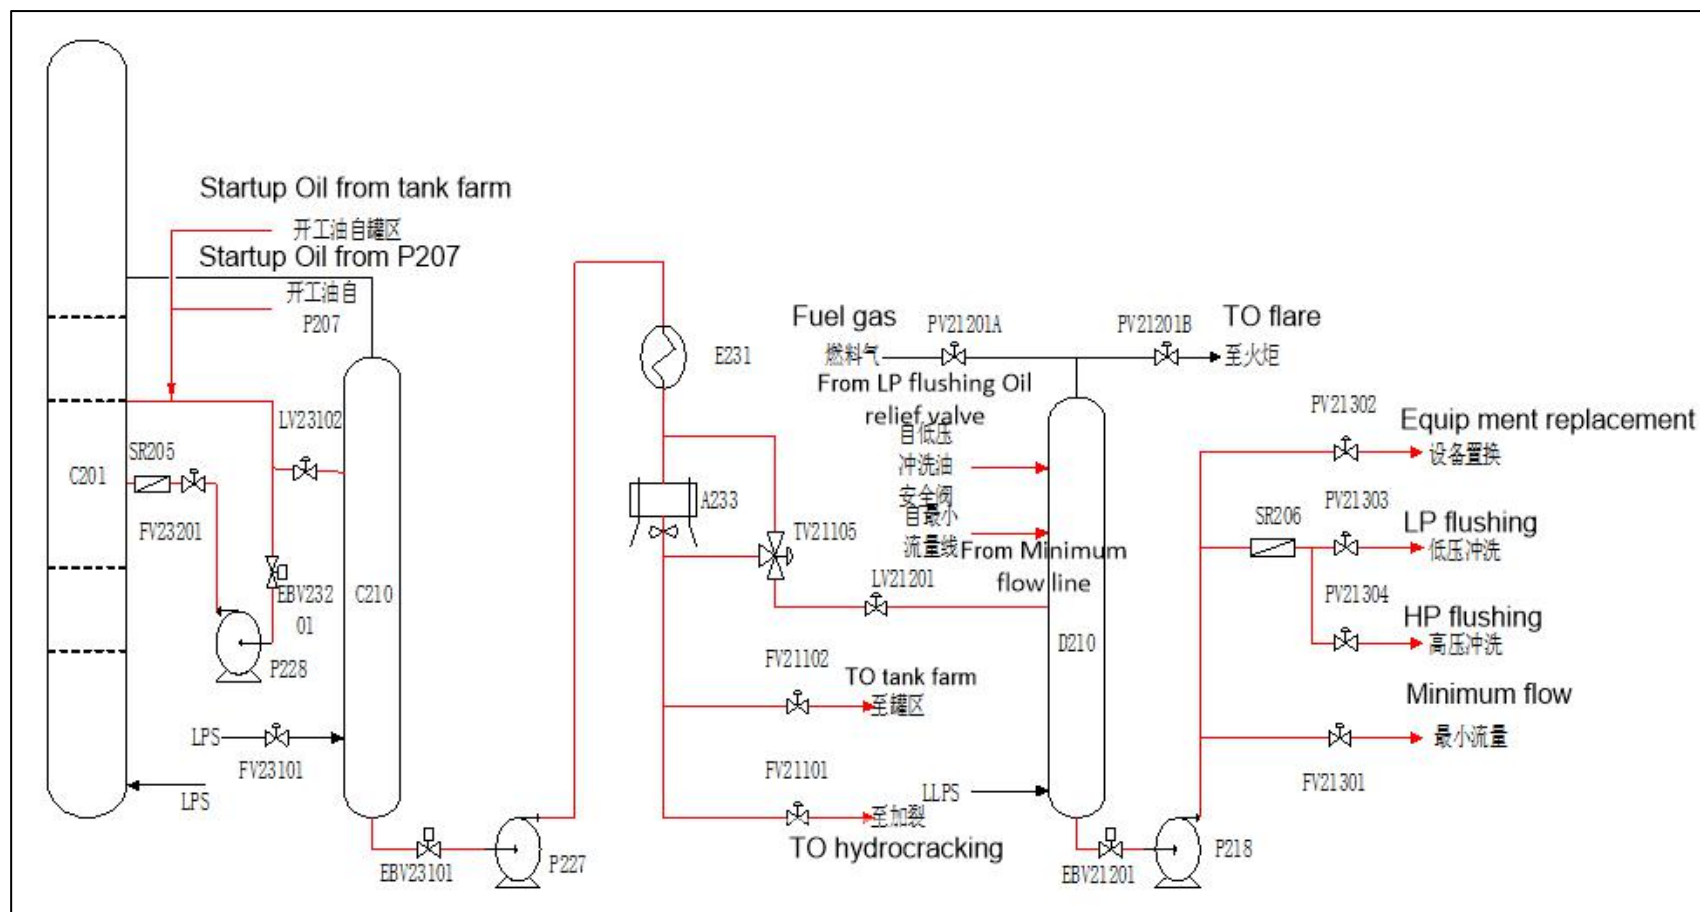 Startup Oil from tank farm
开工油自罐区
Startup Oil from P207
开工油自
P207
Fuel gas
燃料气
PV21201A
PV21201B
TO flare
至火炬
E231
From LP flushing Oil
relief valve
自低压
冲洗油
安全阀
自最小
流量线
From Minimum
flow line
PV21302
Equip ment replacement
设备置换
LV23102
SR205
C201
FV23201
A233
TV21105
SR206
PV21303
LP flushing
低压冲洗
EBV232
01
C210
LV21201
PV21304
HP flushing
高压冲洗
D210
P228
FV21102
TO tank farm
至罐区
Minimum flow
最小流量
LPS
FV23101
FV21101
LLPS
FV21301
LPS
至加裂
TO hydrocracking
EBV23101
P227
EBV21201
P218